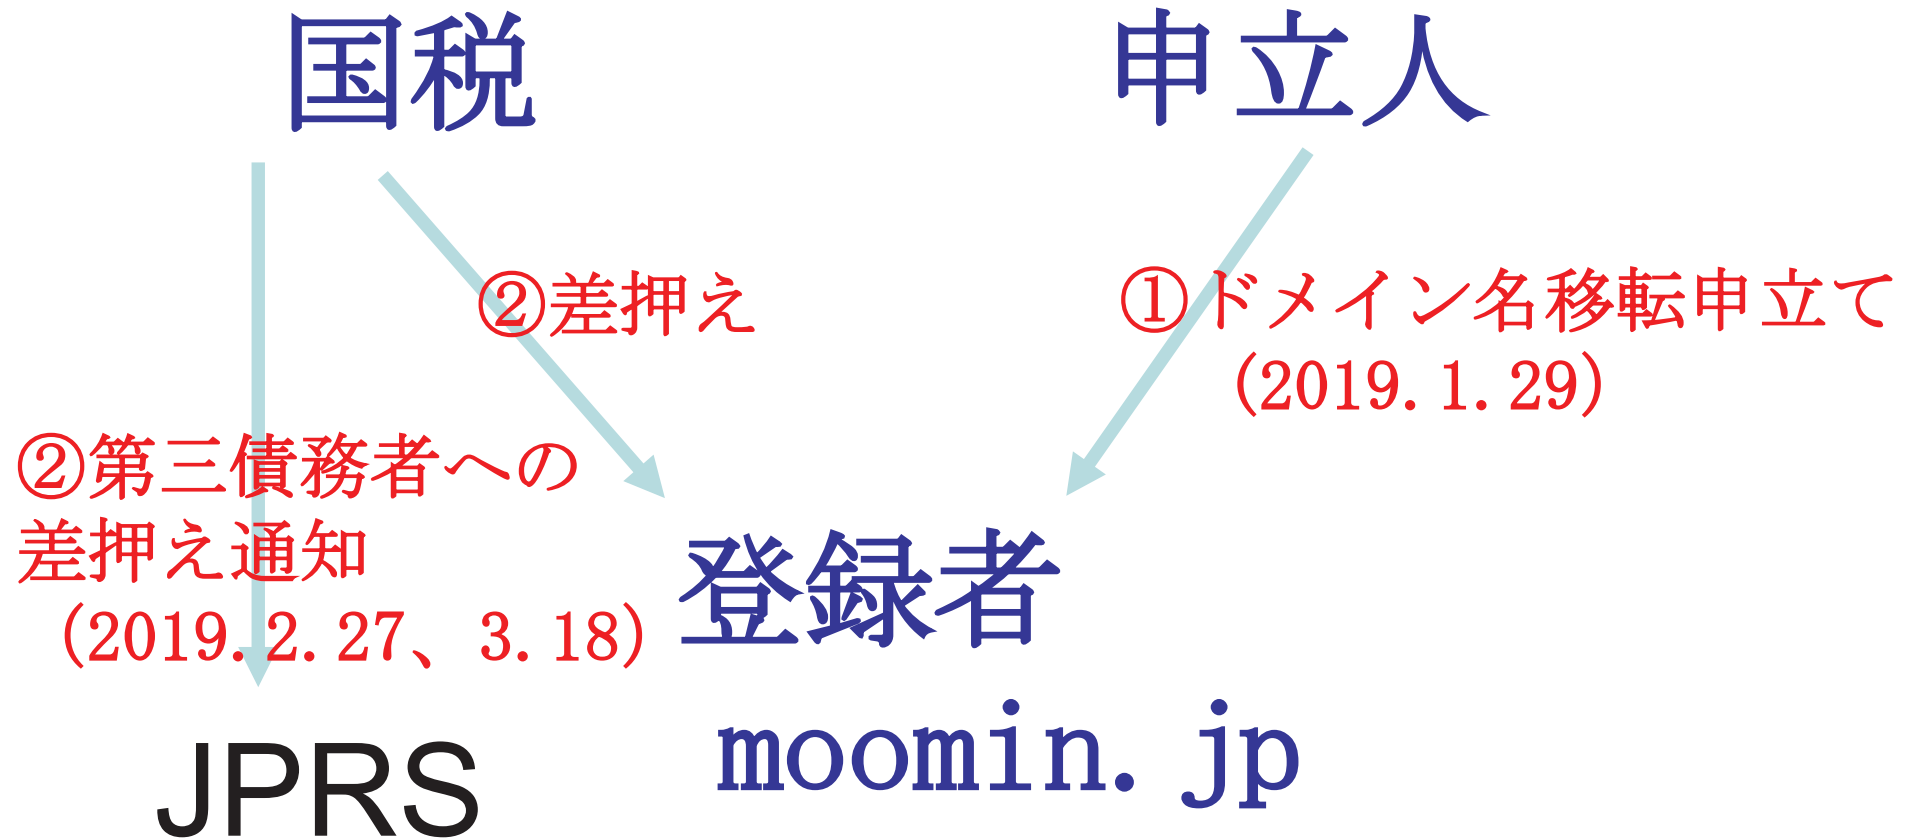 国税
申立人
②差押え
①ドメイン名移転申立て
(2019.1.29)
②第三債務者への
差押え通知
(2019.2.27、3.18)
登録者
moomin.jp
JPRS